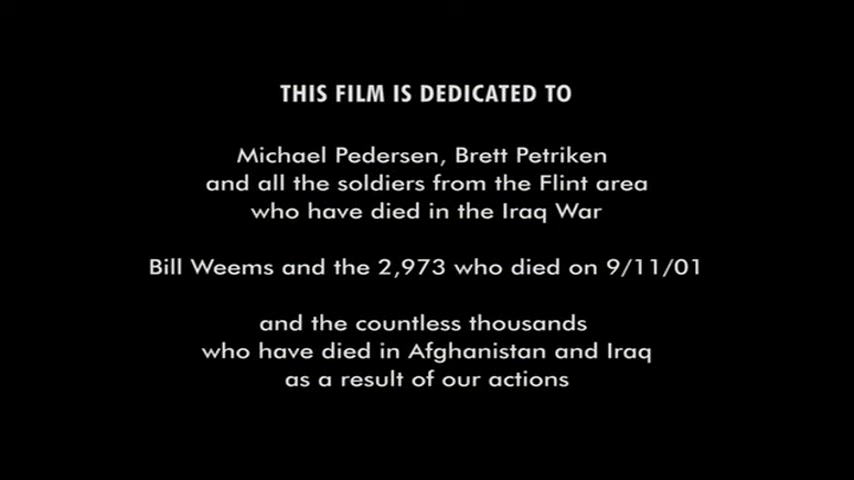 THIS FILM IS DEDICATED TO
Michael Pedersen, Brett Petriken
and all the soldiers from the Flint area
who have died in the Iraq War
Bill Weems and the 2,973 who died on 9/11/01
and the countless thousands
who have died in Afghanistan and Iraq
as a result of our actions